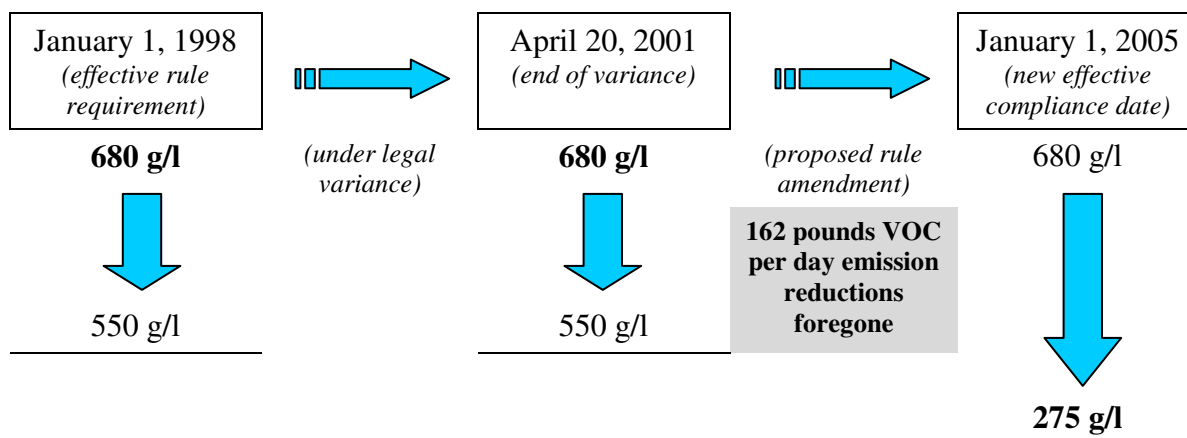 January 1, 1998
(effective rule
requirement)
680 g/l
550 g/l
(under legal
variance)
April 20, 2001
(end of variance)
680 g/l
550 g/l
(proposed rule
amendment)
162 pounds VOC
per day emission
reductions
foregone
January 1, 2005
(new effective
compliance date)
680 g/l
275 g/l